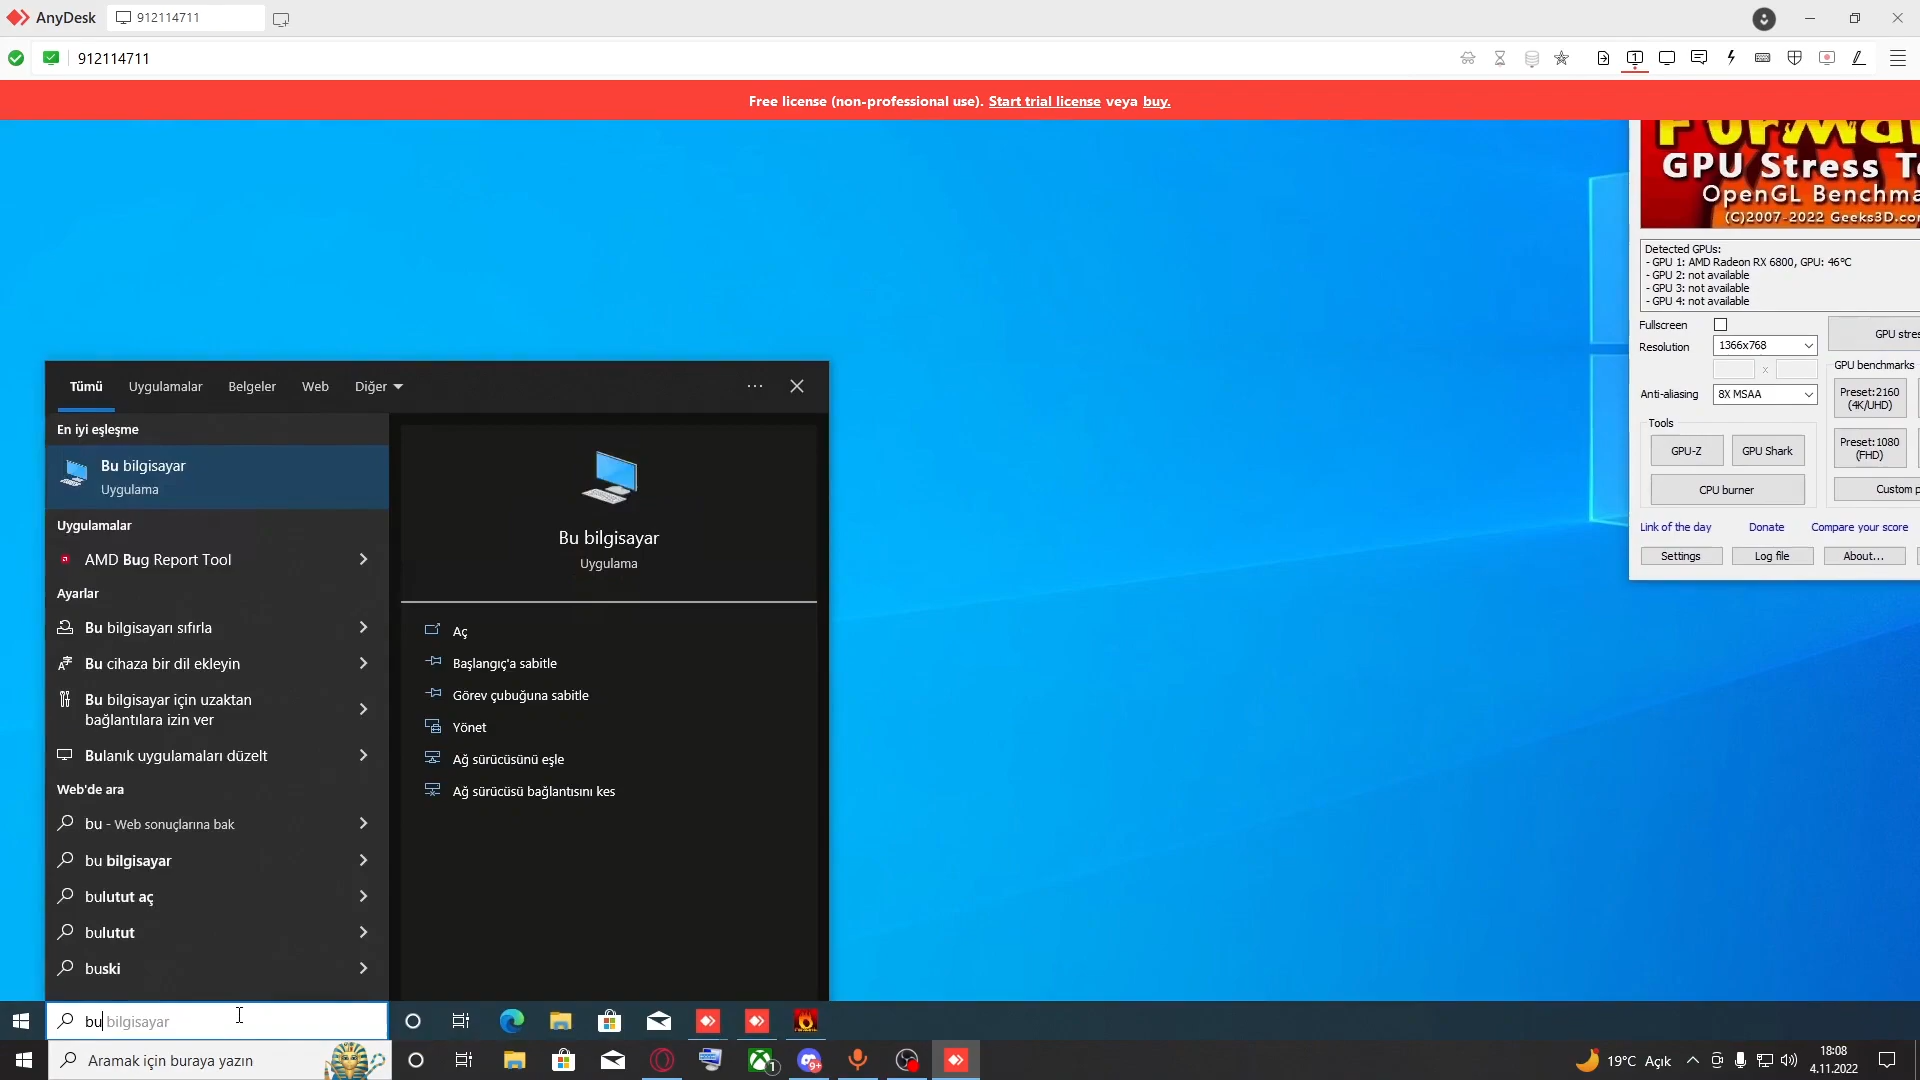 AnyDesk
912114711
912114711
1
Free license (non-professional use). Start trial license veya buy.
GPU Stress
OpenGL
(C)2007-2022
Detected GPUs:
- GPU 1: AMD Radeon RX 6800, GPU: 46°C
- GPU 2: not available
- GPU 3: not available
- GPU 4: not available
Fullscreen
GPU
Resolution
1366x768
x
GPU benchmarks
Anti-aliasing
8X MSAA
Preset:2160
(4K/UHD)
Tools
GPU-Z
GPU Shark
Preset:1080
(FHD)
CPU burner
Custom
Link of the day
Donate
Compare your score
Settings
Log file
About...
Tümü
Uygulamalar
Belgeler
Web
Diğer
En iyi eşleşme
Bu bilgisayar
Uygulama
Uygulamalar
AMD Bug Report Tool
Ayarlar
Bu bilgisayarı sıfırla
Bu cihaza bir dil ekleyin
Bu bilgisayar için uzaktan
bağlantılara izin ver
Bulanık uygulamaları düzelt
Web'de ara
bu - Web sonuçlarına bak
bu bilgisayar
bulutut aç
bulutut
buski
Bu bilgisayar
Uygulama
Aç
Başlangıç'a sabitle
Görev çubuğuna sabitle
Yönet
Ağ sürücüsünü eşle
Ağ sürücüsü bağlantısını kes
bu bilgisayar
Aramak için buraya yazın
1
9+
19°C Açık
18:08
4.11.2022